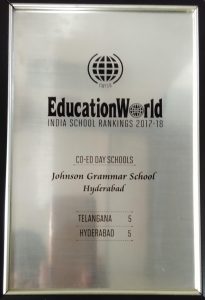 EducationWorld
INDIA SCHOOL RANKINGS 2017-18
CO-ED DAY SCHOOLS
Johnson Grammar School
Hyderabad
TELANGANA 5
HYDERABAD 5